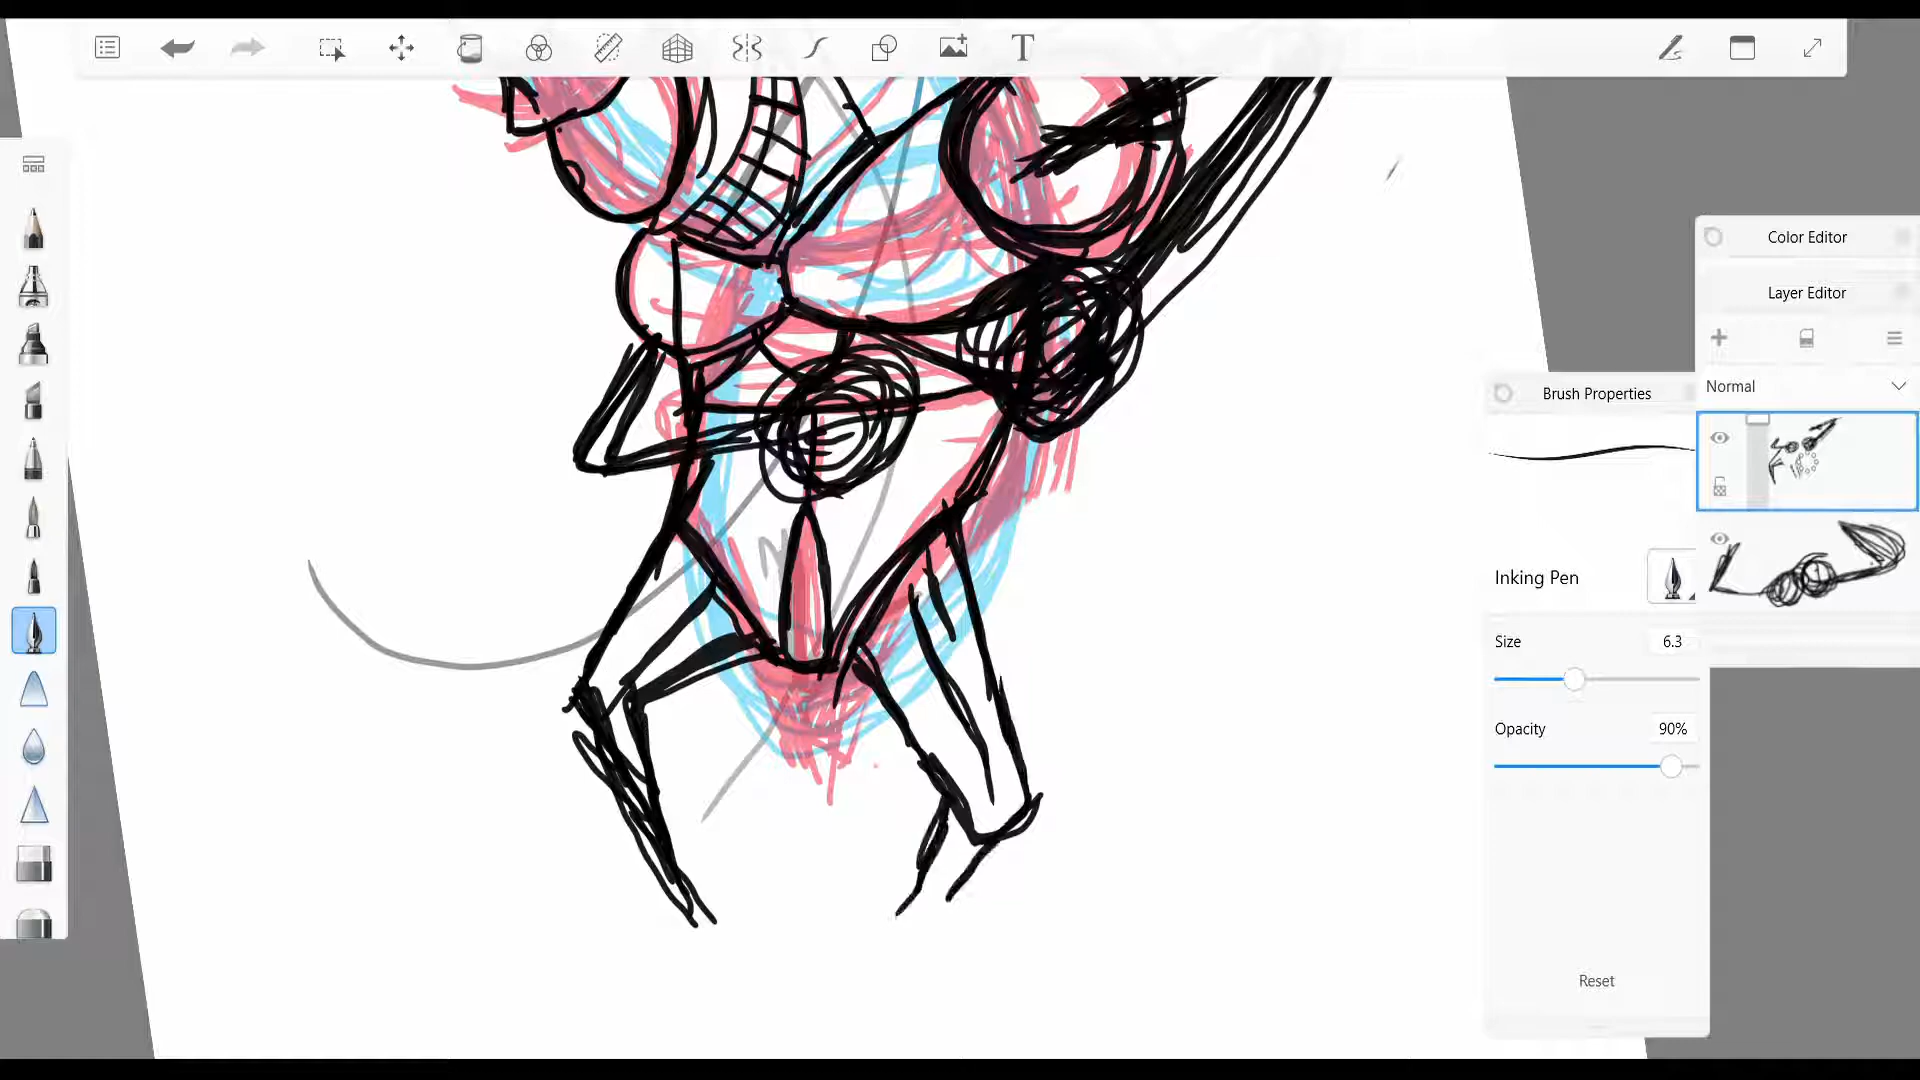 T
Color Editor
Layer Editor
Normal
Brush Properties
Inking Pen
Size
6.3
Opacity
90%
Reset